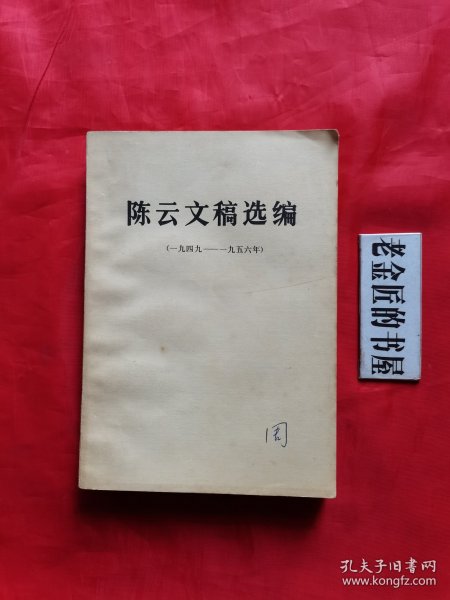 陈云文稿选编
(一九四九——一九五六年)
周
老金匠的书屋
孔夫子旧书网
www.kongfz.com